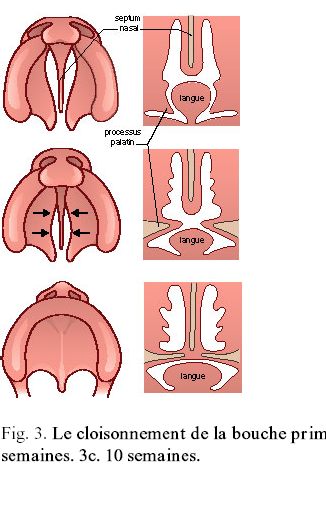 septum
nasal
langue
processus
palatin
langue
langue
Fig. 3. Le cloisonnement de la bouche prim
semaines. 3c. 10 semaines.